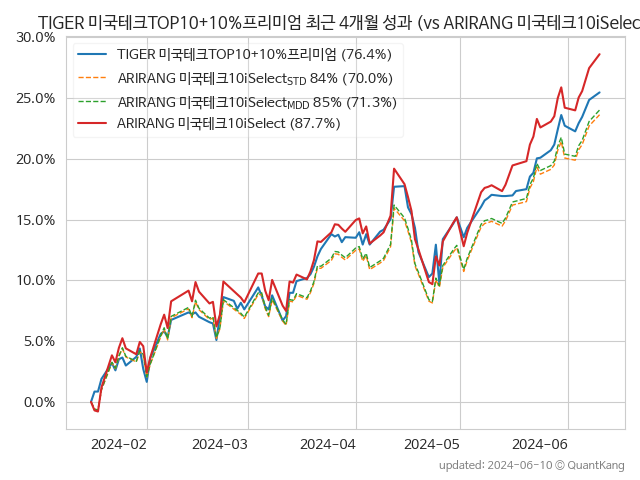 TIGER 미국테크TOP10+10%프리미엄 최근 4개월 성과 (vs ARIRANG 미국테크10iSelec
30.0%
25.0%
20.0%
15.0%
10.0%
5.0%
0.0%
TIGER 미국테크TOP10+10%프리미엄 (76.4%)
ARIRANG 미국테크10iSelectSTD 84% (70.0%)
ARIRANG 미국테크10iSelectMDD 85% (71.3%)
ARIRANG 미국테크10iSelect (87.7%)
2024-02 2024-03 2024-04 2024-05 2024-06
updated: 2024-06-10 © QuantKang